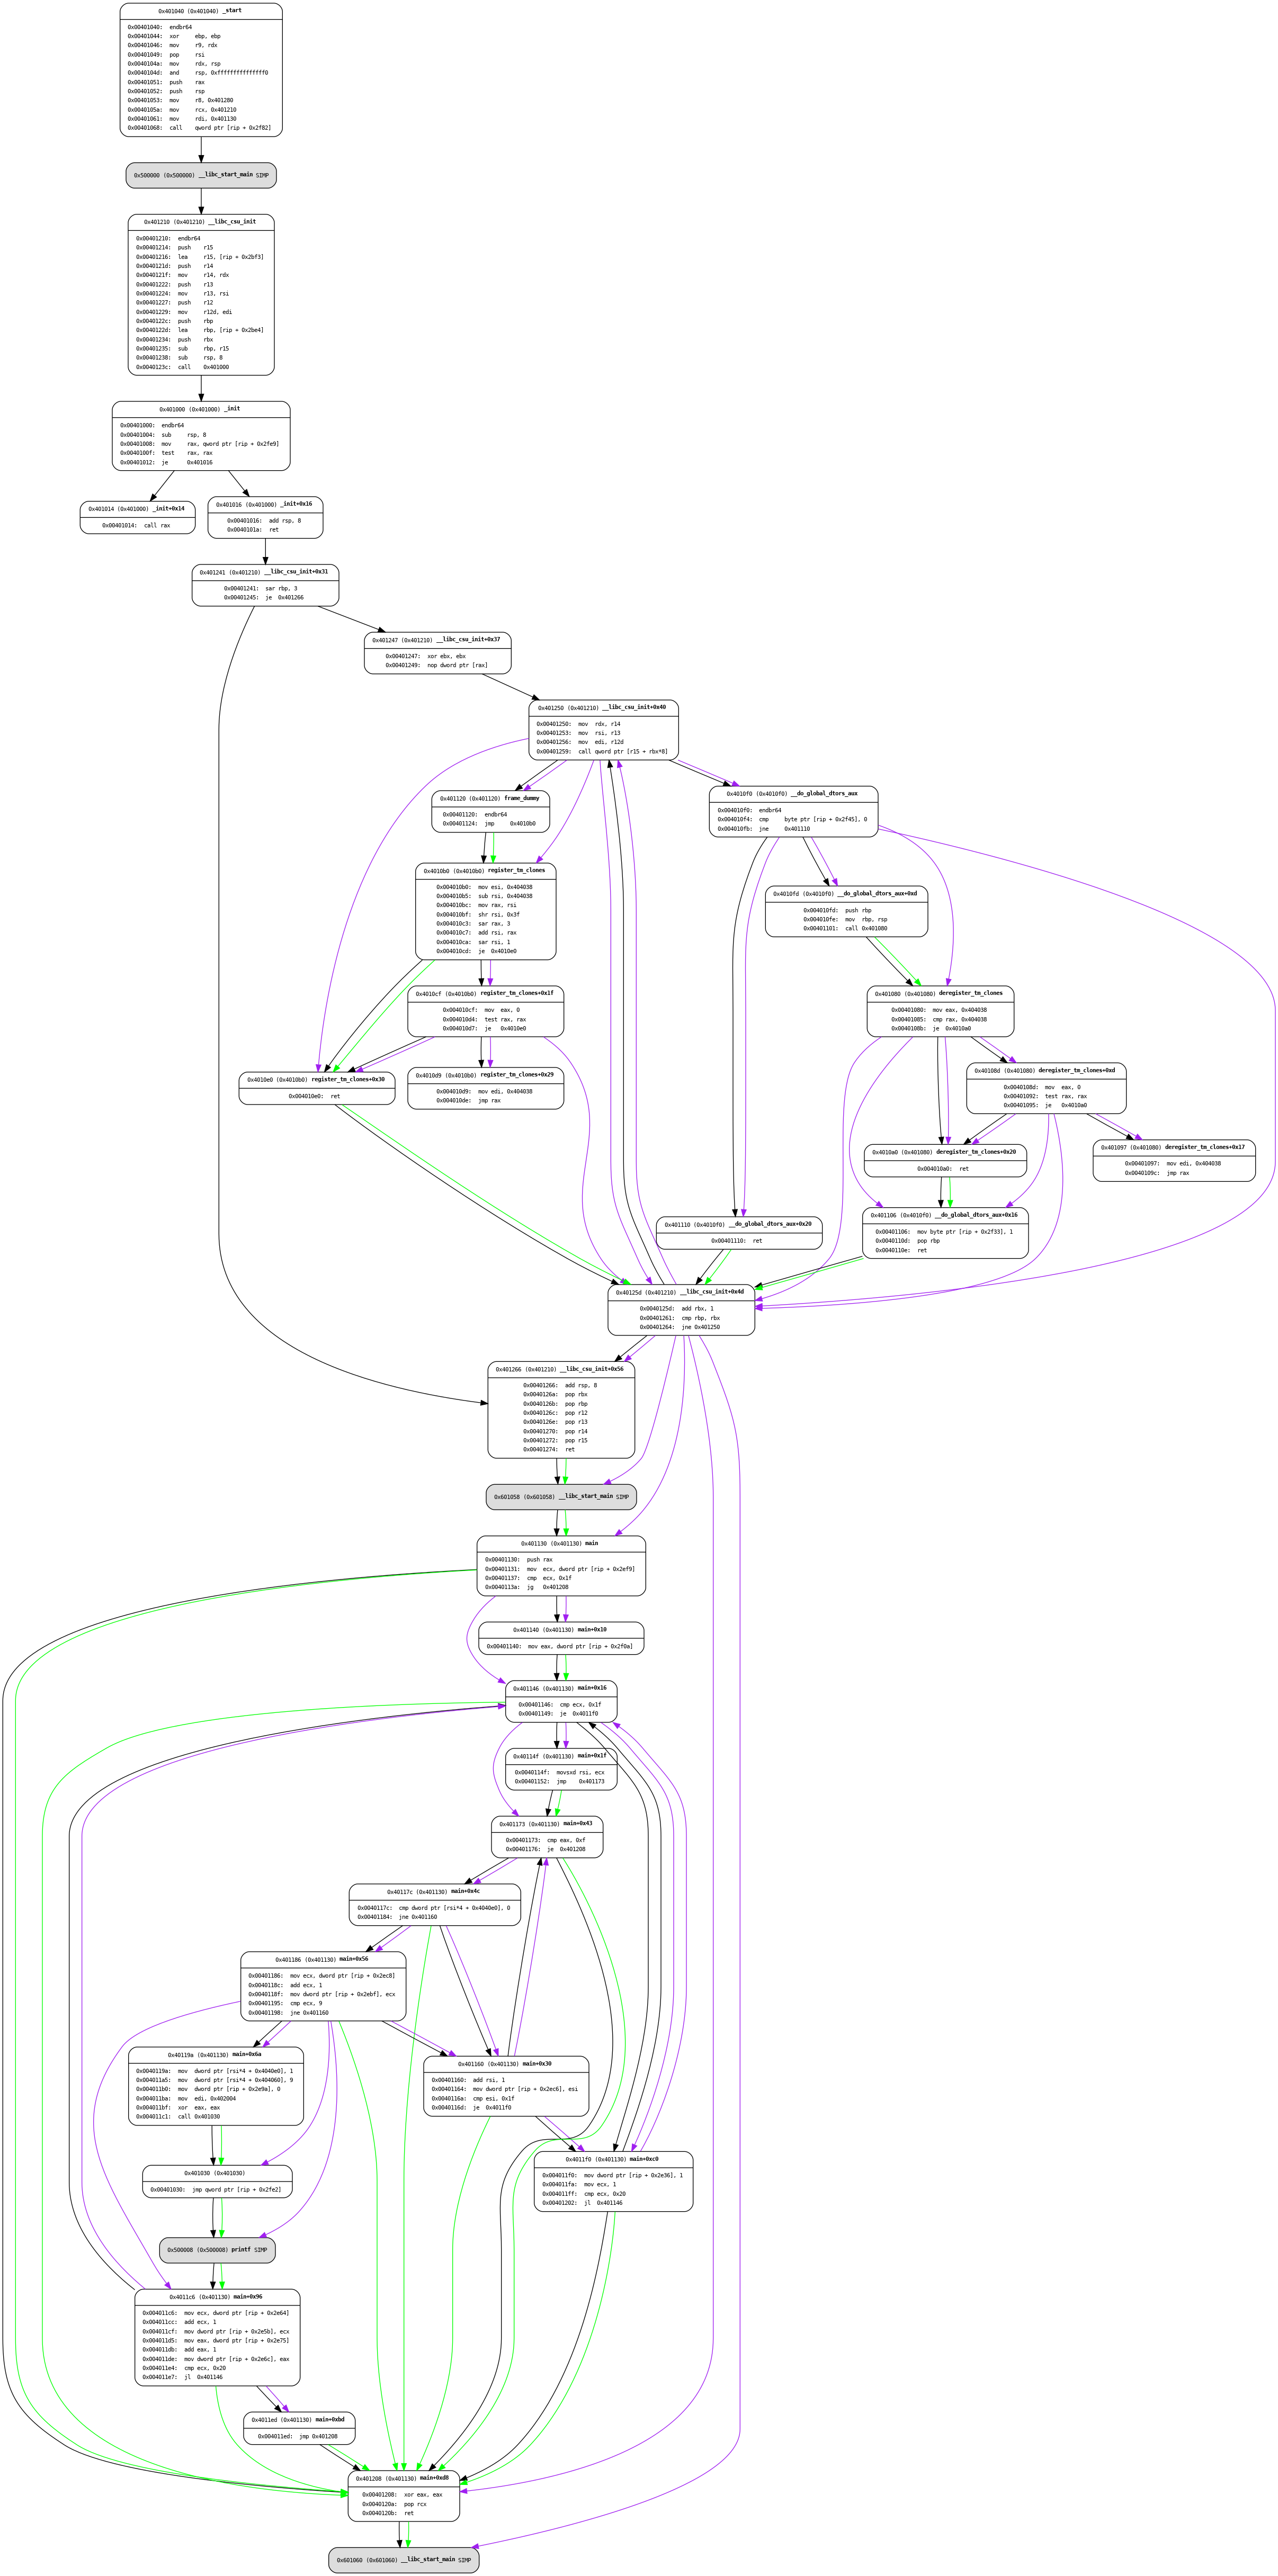 0x401040 (0x401040) _start
0x00401040: endbr64
0x00401044: xor ebp, ebp
0x00401046: mov r9, rdx
0x00401049: pop rsi
0x0040104a: mov rdx, rsp
0x0040104d: and rsp, 0xfffffffffffffff0
0x00401051: push rax
0x00401052: push rsp
0x00401053: mov r8, 0x401280
0x0040105a: mov rcx, 0x401210
0x00401061: mov rdi, 0x401130
0x00401068: call qword ptr [rip + 0x2f82]
0x500000 (0x500000) __libc_start_main SIMP
0x401210 (0x401210) __libc_csu_init
0x00401210: endbr64
0x00401214: push r15
0x00401216: lea r15, [rip + 0x2bf3]
0x0040121d: push r14
0x0040121f: mov r14, rdx
0x00401222: push r13
0x00401224: mov r13, rsi
0x00401227: push r12
0x00401229: mov r12d, edi
0x0040122c: push rbp
0x0040122d: lea rbp, [rip + 0x2be4]
0x00401234: push rbx
0x00401235: sub rbp, r15
0x00401238: sub rsp, 8
0x0040123c: call 0x401000
0x401000 (0x401000) _init
0x00401000: endbr64
0x00401004: sub rsp, 8
0x00401008: mov rax, qword ptr [rip + 0x2fe9]
0x0040100f: test rax, rax
0x00401012: je 0x401016
0x401014 (0x401000) _init+0x14
0x00401014: call rax
0x401016 (0x401000) _init+0x16
0x00401016: add rsp, 8
0x0040101a: ret
0x401241 (0x401210) __libc_csu_init+0x31
0x00401241: sar rbp, 3
0x00401245: je 0x401266
0x401247 (0x401210) __libc_csu_init+0x37
0x00401247: xor ebx, ebx
0x00401249: nop dword ptr [rax]
0x401250 (0x401210) __libc_csu_init+0x40
0x00401250: mov rdx, r14
0x00401253: mov rsi, r13
0x00401256: mov edi, r12d
0x00401259: call qword ptr [r15 + rbx*8]
0x401120 (0x401120) frame_dummy
0x00401120: endbr64
0x00401124: jmp 0x4010b0
0x4010f0 (0x4010f0) __do_global_dtors_aux
0x004010f0: endbr64
0x004010f4: cmp byte ptr [rip + 0x2f45], 0
0x004010fb: jne 0x401110
0x4010b0 (0x4010b0) register_tm_clones
0x004010b0: mov esi, 0x404038
0x004010b5: sub rsi, 0x404038
0x004010bc: mov rax, rsi
0x004010bf: shr rsi, 0x3f
0x004010c3: sar rax, 3
0x004010c7: add rsi, rax
0x004010ca: sar rsi, 1
0x004010cd: je 0x4010e0
0x4010fd (0x4010f0) __do_global_dtors_aux+0xd
0x004010fd: push rbp
0x004010fe: mov rbp, rsp
0x00401101: call 0x401080
0x4010cf (0x4010b0) register_tm_clones+0x1f
0x004010cf: mov eax, 0
0x004010d4: test rax, rax
0x004010d7: je 0x4010e0
0x401080 (0x401080) deregister_tm_clones
0x00401080: mov eax, 0x404038
0x00401085: cmp rax, 0x404038
0x0040108b: je 0x4010a0
0x4010e0 (0x4010b0) register_tm_clones+0x30
0x004010e0: ret
0x4010d9 (0x4010b0) register_tm_clones+0x29
0x004010d9: mov edi, 0x404038
0x004010de: jmp rax
0x40108d (0x401080) deregister_tm_clones+0xd
0x0040108d: mov eax, 0
0x00401092: test rax, rax
0x00401095: je 0x4010a0
0x4010a0 (0x401080) deregister_tm_clones+0x20
0x004010a0: ret
0x401097 (0x401080) deregister_tm_clones+0x17
0x00401097: mov edi, 0x404038
0x0040109c: jmp rax
0x401110 (0x4010f0) __do_global_dtors_aux+0x20
0x00401110: ret
0x401106 (0x4010f0) __do_global_dtors_aux+0x16
0x00401106: mov byte ptr [rip + 0x2f33], 1
0x0040110d: pop rbp
0x0040110e: ret
0x40125d (0x401210) __libc_csu_init+0x4d
0x0040125d: add rbx, 1
0x00401261: cmp rbp, rbx
0x00401264: jne 0x401250
0x401266 (0x401210) __libc_csu_init+0x56
0x00401266: add rsp, 8
0x0040126a: pop rbx
0x0040126b: pop rbp
0x0040126c: pop r12
0x0040126e: pop r13
0x00401270: pop r14
0x00401272: pop r15
0x00401274: ret
0x601058 (0x601058) __libc_start_main SIMP
0x401130 (0x401130) main
0x00401130: push rax
0x00401131: mov ecx, dword ptr [rip + 0x2ef9]
0x00401137: cmp ecx, 0x1f
0x0040113a: jg 0x401208
0x401140 (0x401130) main+0x10
0x00401140: mov eax, dword ptr [rip + 0x2f0a]
0x401146 (0x401130) main+0x16
0x00401146: cmp ecx, 0x1f
0x00401149: je 0x4011f0
0x40114f (0x401130) main+0x1f
0x0040114f: movsxd rsi, ecx
0x00401152: jmp 0x401173
0x401173 (0x401130) main+0x43
0x00401173: cmp eax, 0xf
0x00401176: je 0x401208
0x40117c (0x401130) main+0x4c
0x0040117c: cmp dword ptr [rsi*4 + 0x4040e0], 0
0x00401184: jne 0x401160
0x401186 (0x401130) main+0x56
0x00401186: mov ecx, dword ptr [rip + 0x2ec8]
0x0040118c: add ecx, 1
0x0040118f: mov dword ptr [rip + 0x2ebf], ecx
0x00401195: cmp ecx, 9
0x00401198: jne 0x401160
0x40119a (0x401130) main+0x6a
0x0040119a: mov dword ptr [rsi*4 + 0x4040e0], 1
0x004011a5: mov dword ptr [rsi*4 + 0x404060], 9
0x004011b0: mov dword ptr [rip + 0x2e9a], 0
0x004011ba: mov edi, 0x402004
0x004011bf: xor eax, eax
0x004011c1: call 0x401030
0x401160 (0x401130) main+0x30
0x00401160: add rsi, 1
0x00401164: mov dword ptr [rip + 0x2ec6], esi
0x0040116a: cmp esi, 0x1f
0x0040116d: je 0x4011f0
0x4011f0 (0x401130) main+0xc0
0x004011f0: mov dword ptr [rip + 0x2e36], 1
0x004011fa: mov ecx, 1
0x004011ff: cmp ecx, 0x20
0x00401202: jl 0x401146
0x401030 (0x401030)
0x00401030: jmp qword ptr [rip + 0x2fe2]
0x500008 (0x500008) printf SIMP
0x4011c6 (0x401130) main+0x96
0x004011c6: mov ecx, dword ptr [rip + 0x2e64]
0x004011cc: add ecx, 1
0x004011cf: mov dword ptr [rip + 0x2e5b], ecx
0x004011d5: mov eax, dword ptr [rip + 0x2e75]
0x004011db: add eax, 1
0x004011de: mov dword ptr [rip + 0x2e6c], eax
0x004011e4: cmp ecx, 0x20
0x004011e7: jl 0x401146
0x4011ed (0x401130) main+0xbd
0x004011ed: jmp 0x401208
0x401208 (0x401130) main+0xd8
0x00401208: xor eax, eax
0x0040120a: pop rcx
0x0040120b: ret
0x601060 (0x601060) __libc_start_main SIMP